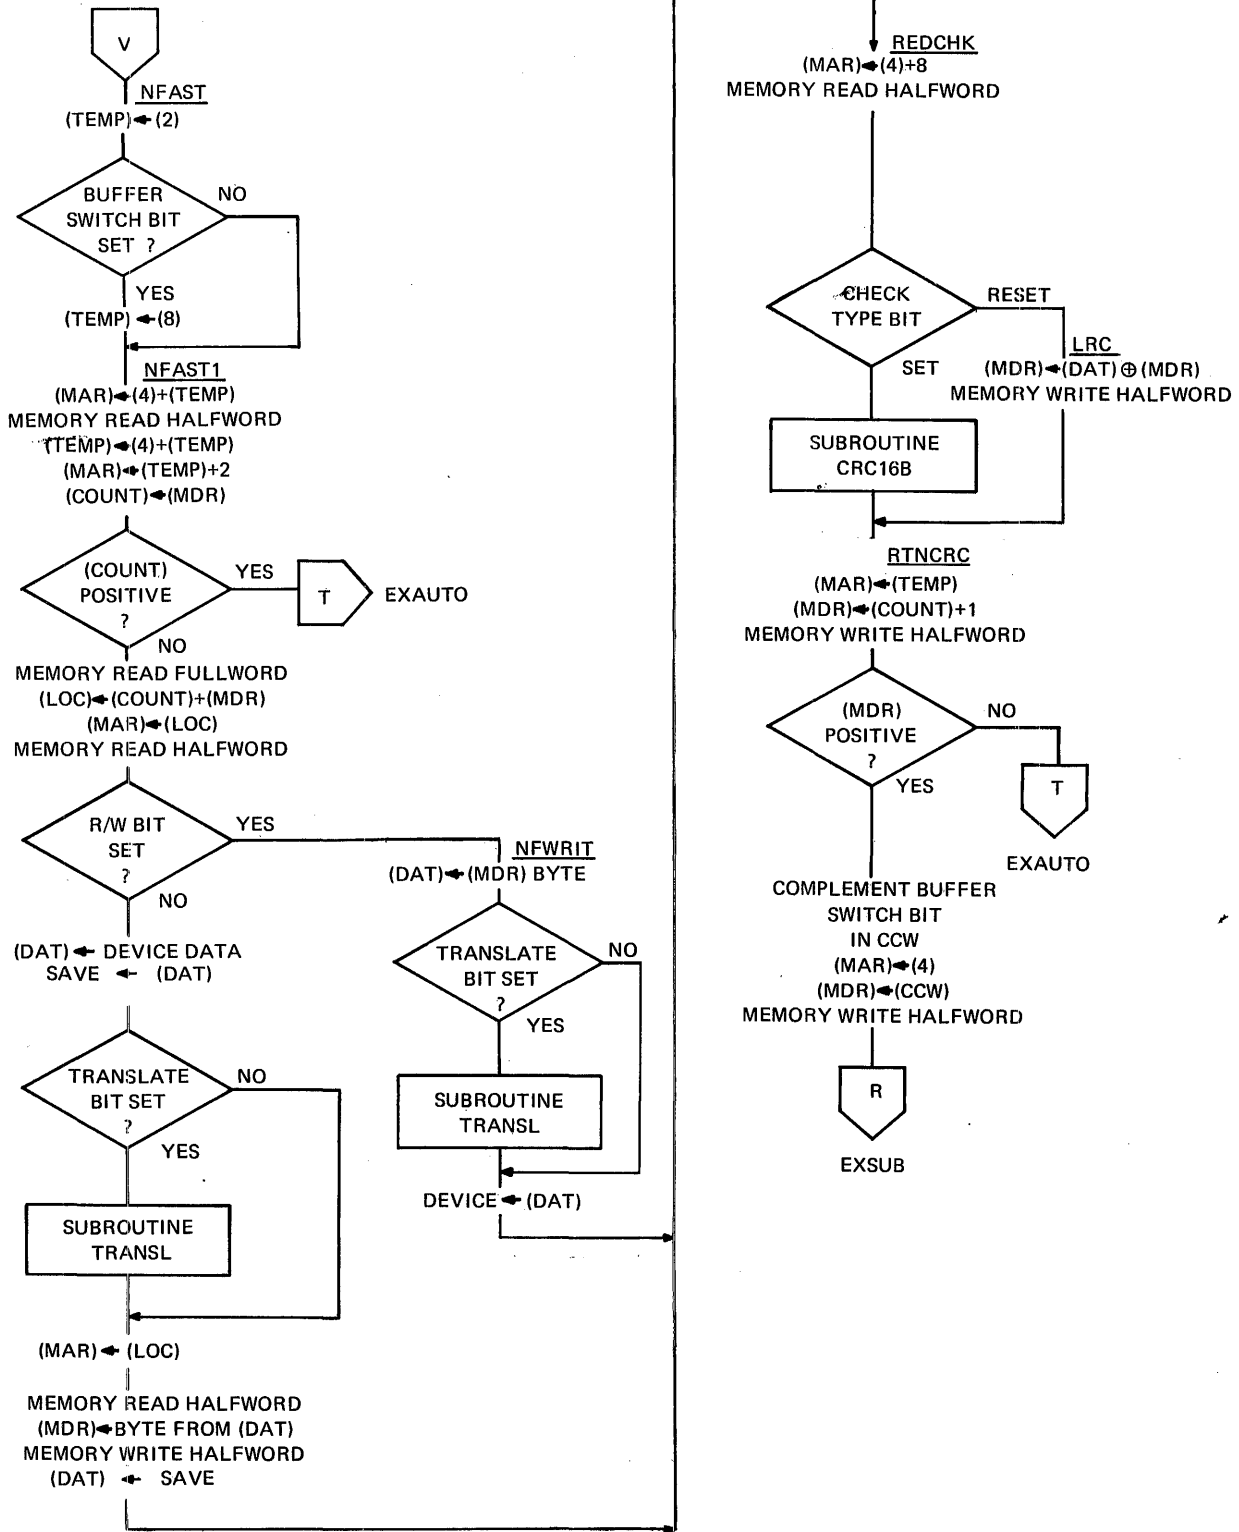 V
NFAST
(TEMP)←(2)
BUFFER
SWITCH BIT
SET ?
NO
YES
(TEMP) ←(8)
NFAST1
(MAR)←(4)+(TEMP)
MEMORY READ HALFWORD
(TEMP)←(4)+(TEMP)
(MAR)←(TEMP)+2
(COUNT)←(MDR)
(COUNT)
POSITIVE
?
YES
T
EXAUTO
NO
MEMORY READ FULLWORD
(LOC)←(COUNT)+(MDR)
(MAR)←(LOC)
MEMORY READ HALFWORD
R/W BIT
SET
?
YES
NO
(DAT)← DEVICE DATA
SAVE ← (DAT)
TRANSLATE
BIT SET
?
NO
YES
SUBROUTINE
TRANSL
(MAR)← (LOC)
MEMORY READ HALFWORD
(MDR)←BYTE FROM (DAT)
MEMORY WRITE HALFWORD
(DAT) ← SAVE
NFWRIT
(DAT)←(MDR) BYTE
TRANSLATE
BIT SET
?
NO
YES
SUBROUTINE
TRANSL
DEVICE ← (DAT)
REDCHK
(MAR)←(4)+8
MEMORY READ HALFWORD
CHECK
TYPE BIT
RESET
SET
LRC
(MDR)←(DAT)⊕(MDR)
MEMORY WRITE HALFWORD
SUBROUTINE
CRC16B
RTNCRC
(MAR)←(TEMP)
(MDR)←(COUNT)+1
MEMORY WRITE HALFWORD
(MDR)
POSITIVE
?
NO
YES
T
EXAUTO
COMPLEMENT BUFFER
SWITCH BIT
IN CCW
(MAR)←(4)
(MDR)←(CCW)
MEMORY WRITE HALFWORD
R
EXSUB